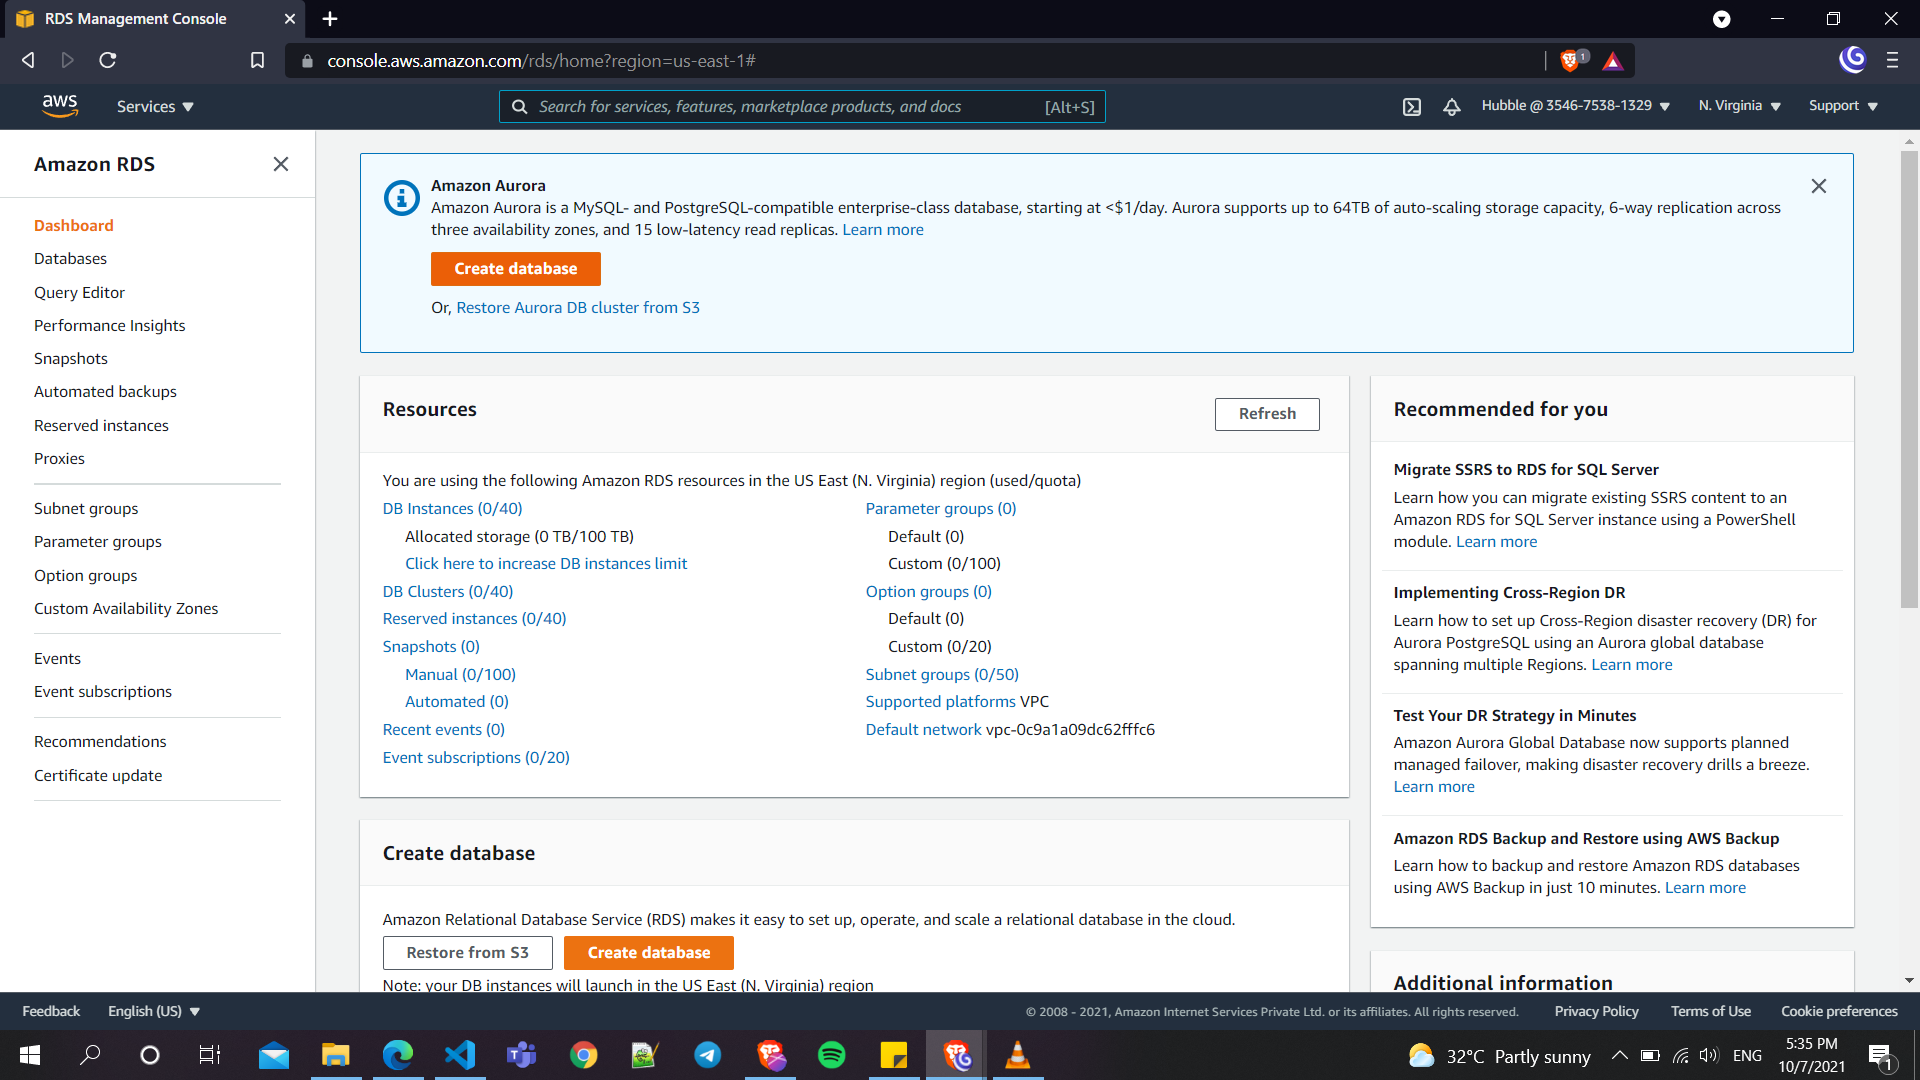 RDS Management Console
console.aws.amazon.com/rds/home?region=us-east-1#
1
aws
Services
Search for services, features, marketplace products, and docs
[Alt+S]
Hubble @ 3546-7538-1329
N. Virginia
Support
Amazon RDS
Dashboard
Databases
Query Editor
Performance Insights
Snapshots
Automated backups
Reserved instances
Proxies
Subnet groups
Parameter groups
Option groups
Custom Availability Zones
Events
Event subscriptions
Recommendations
Certificate update
Amazon Aurora
Amazon Aurora is a MySQL- and PostgreSQL-compatible enterprise-class database, starting at <$1/day. Aurora supports up to 64TB of auto-scaling storage capacity, 6-way replication across
three availability zones, and 15 low-latency read replicas. Learn more
Create database
Or, Restore Aurora DB cluster from S3
Resources
Refresh
You are using the following Amazon RDS resources in the US East (N. Virginia) region (used/quota)
DB Instances (0/40)
Allocated storage (0 TB/100 TB)
Click here to increase DB instances limit
DB Clusters (0/40)
Reserved instances (0/40)
Snapshots (0)
Manual (0/100)
Automated (0)
Recent events (0)
Event subscriptions (0/20)
Parameter groups (0)
Default (0)
Custom (0/100)
Option groups (0)
Default (0)
Custom (0/20)
Subnet groups (0/50)
Supported platforms VPC
Default network vpc-0c9a1a09dc62fffc6
Create database
Amazon Relational Database Service (RDS) makes it easy to set up, operate, and scale a relational database in the cloud.
Restore from S3
Create database
Note: your DB instances will launch in the US East (N. Virginia) region
Recommended for you
Migrate SSRS to RDS for SQL Server
Learn how you can migrate existing SSRS content to an
Amazon RDS for SQL Server instance using a PowerShell
module. Learn more
Implementing Cross-Region DR
Learn how to set up Cross-Region disaster recovery (DR) for
Aurora PostgreSQL using an Aurora global database
spanning multiple Regions. Learn more
Test Your DR Strategy in Minutes
Amazon Aurora Global Database now supports planned
managed failover, making disaster recovery drills a breeze.
Learn more
Amazon RDS Backup and Restore using AWS Backup
Learn how to backup and restore Amazon RDS databases
using AWS Backup in just 10 minutes. Learn more
Additional information
Feedback
English (US)
© 2008 - 2021, Amazon Internet Services Private Ltd. or its affiliates. All rights reserved.
Privacy Policy
Terms of Use
Cookie preferences
32°C Partly sunny
ENG
5:35 PM
10/7/2021
1